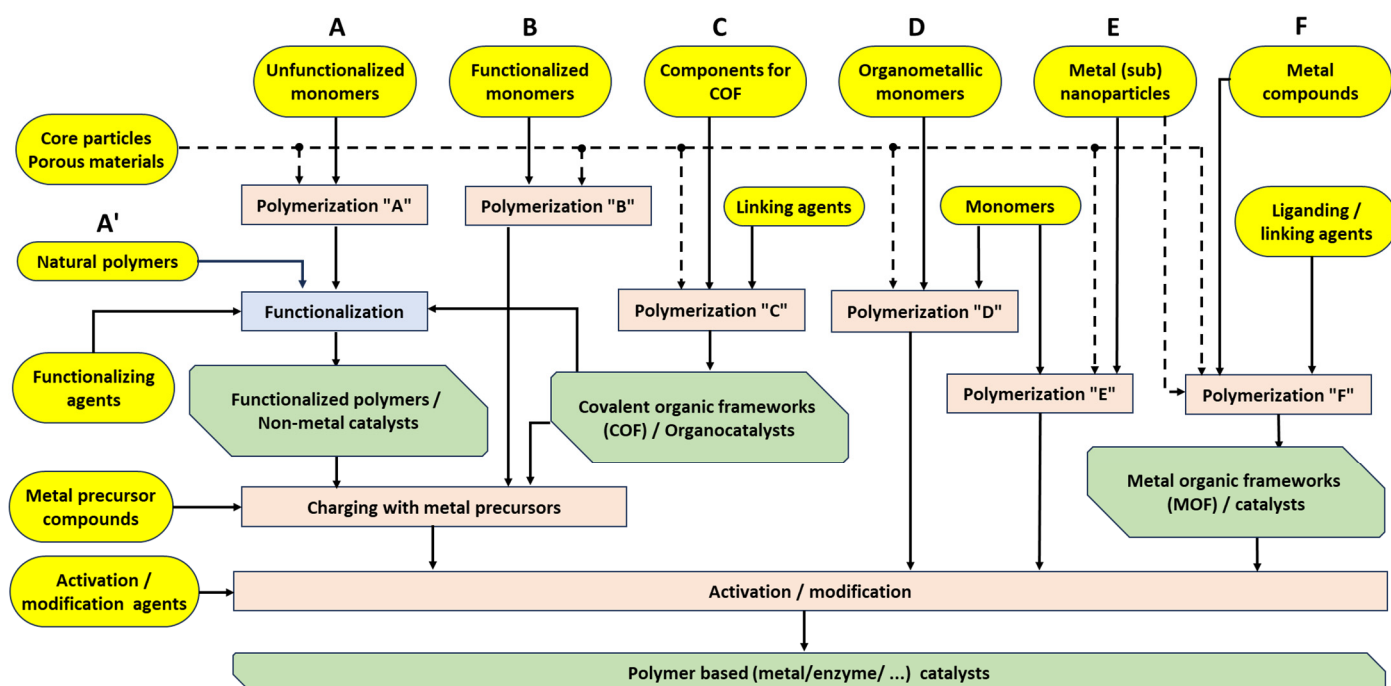 A
B
C
D
E
F
Unfunctionalized
monomers
Functionalized
monomers
Components for
COF
Organometallic
monomers
Metal (sub)
nanoparticles
Metal
compounds
Core particles
Porous materials
Polymerization "A"
Polymerization "B"
Linking agents
Monomers
Liganding /
linking agents
A'
Natural polymers
Functionalization
Polymerization "C"
Polymerization "D"
Functionalizing
agents
Functionalized polymers /
Non-metal catalysts
Covalent organic frameworks
(COF) / Organocatalysts
Polymerization "E"
Polymerization "F"
Metal precursor
compounds
Charging with metal precursors
Metal organic frameworks
(MOF) / catalysts
Activation /
modification agents
Activation / modification
Polymer based (metal/enzyme/ ...) catalysts